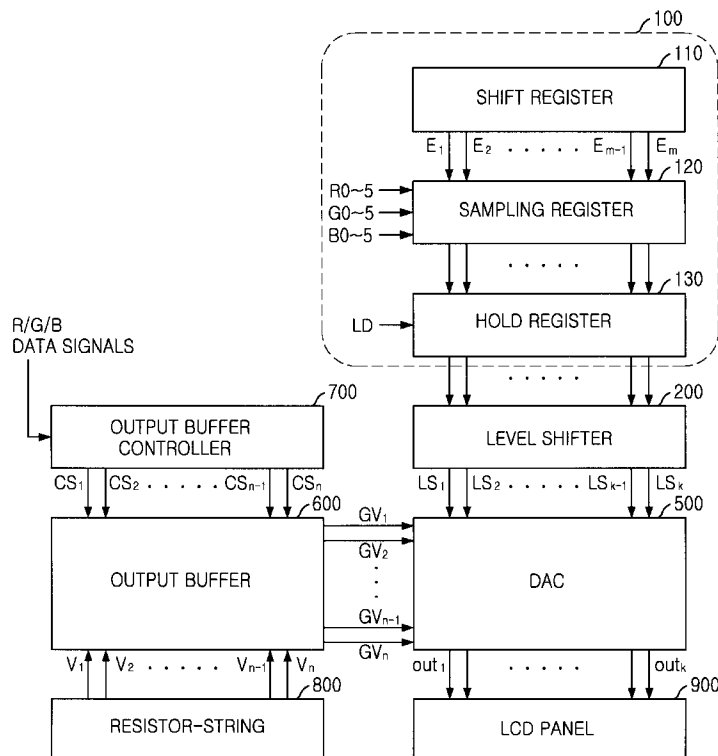 100
110
SHIFT REGISTER
E1 E2 . . . . . Em-1 Em
120
R0~5
G0~5
B0~5
SAMPLING REGISTER
. . . . .
130
LD
HOLD REGISTER
R/G/B
DATA SIGNALS
. . . . .
700
200
OUTPUT BUFFER
CONTROLLER
LEVEL SHIFTER
CS1 CS2 . . . . . CSn-1 CSn
LS1 LS2 . . . . . LSk-1 LSk
600
500
GV1
GV2
OUTPUT BUFFER
DAC
GVn-1
GVn
V1 V2 . . . . . Vn-1 Vn
out1 . . . . . outk
800
900
RESISTOR-STRING
LCD PANEL